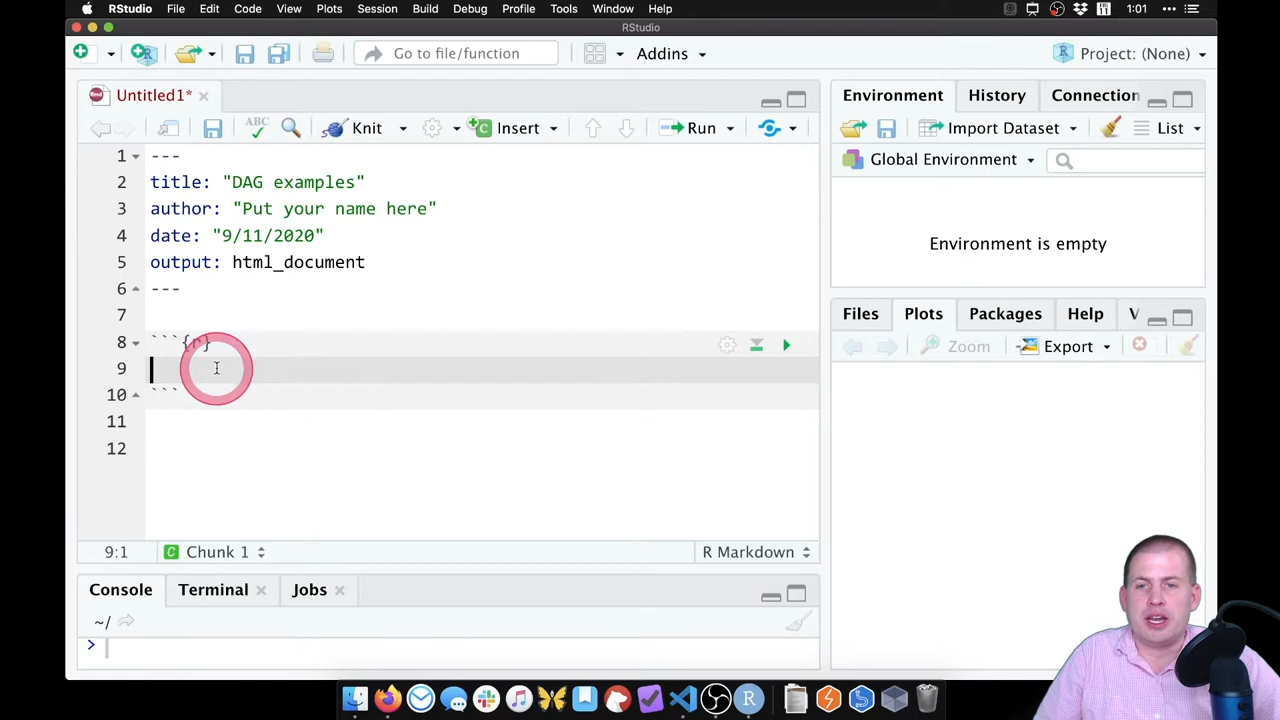 RStudio File Edit Code View Plots Session Build Debug Profile Tools Window Help 1:01
RStudio
Go to file/function Addins Project: (None)
Untitled1* Environment History Connection
ABC Knit Insert Run Import Dataset List
Global Environment
1 ---
2 title: "DAG examples"
3 author: "Put your name here"
4 date: "9/11/2020"
5 output: html_document
6 ---
7
8 ```{r}
9
10 ```
11
12
Environment is empty
Files Plots Packages Help V
Zoom Export
9:1 Chunk 1 R Markdown
Console Terminal Jobs
~/
>